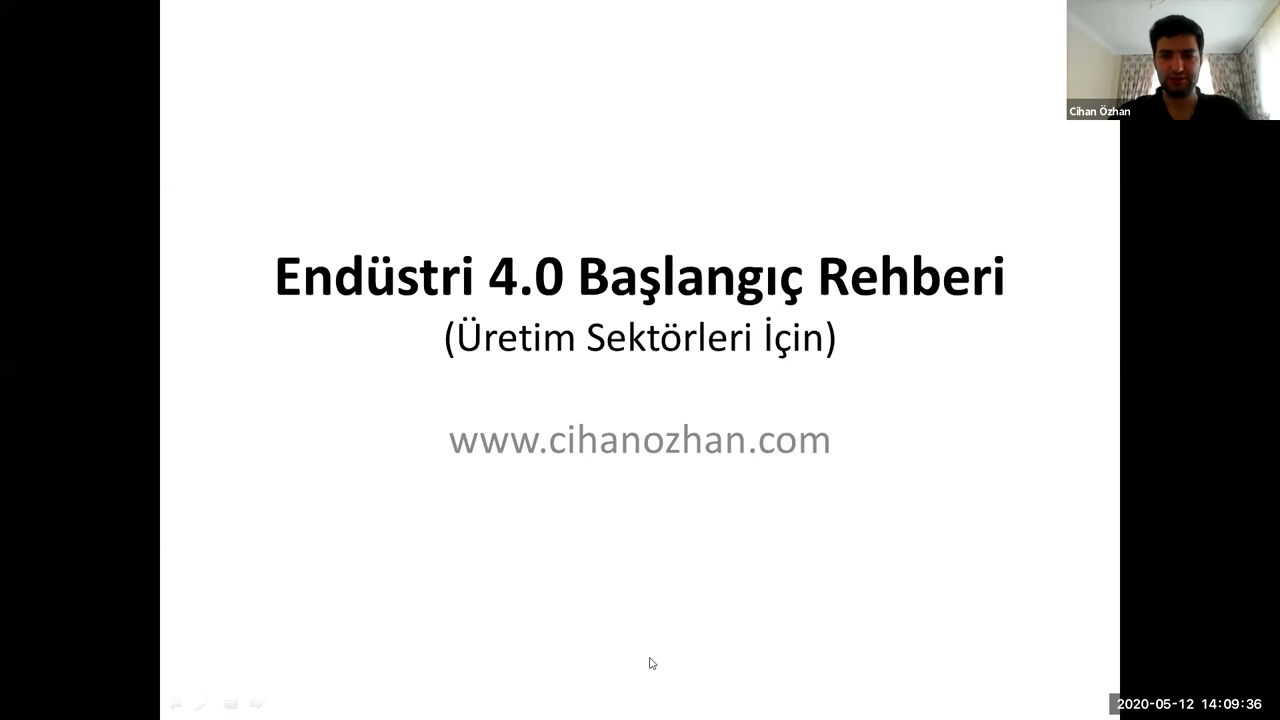 Cihan Özhan
Endüstri 4.0 Başlangıç Rehberi
(Üretim Sektörleri İçin)
www.cihanozhan.com
2020-05-12 14:09:36